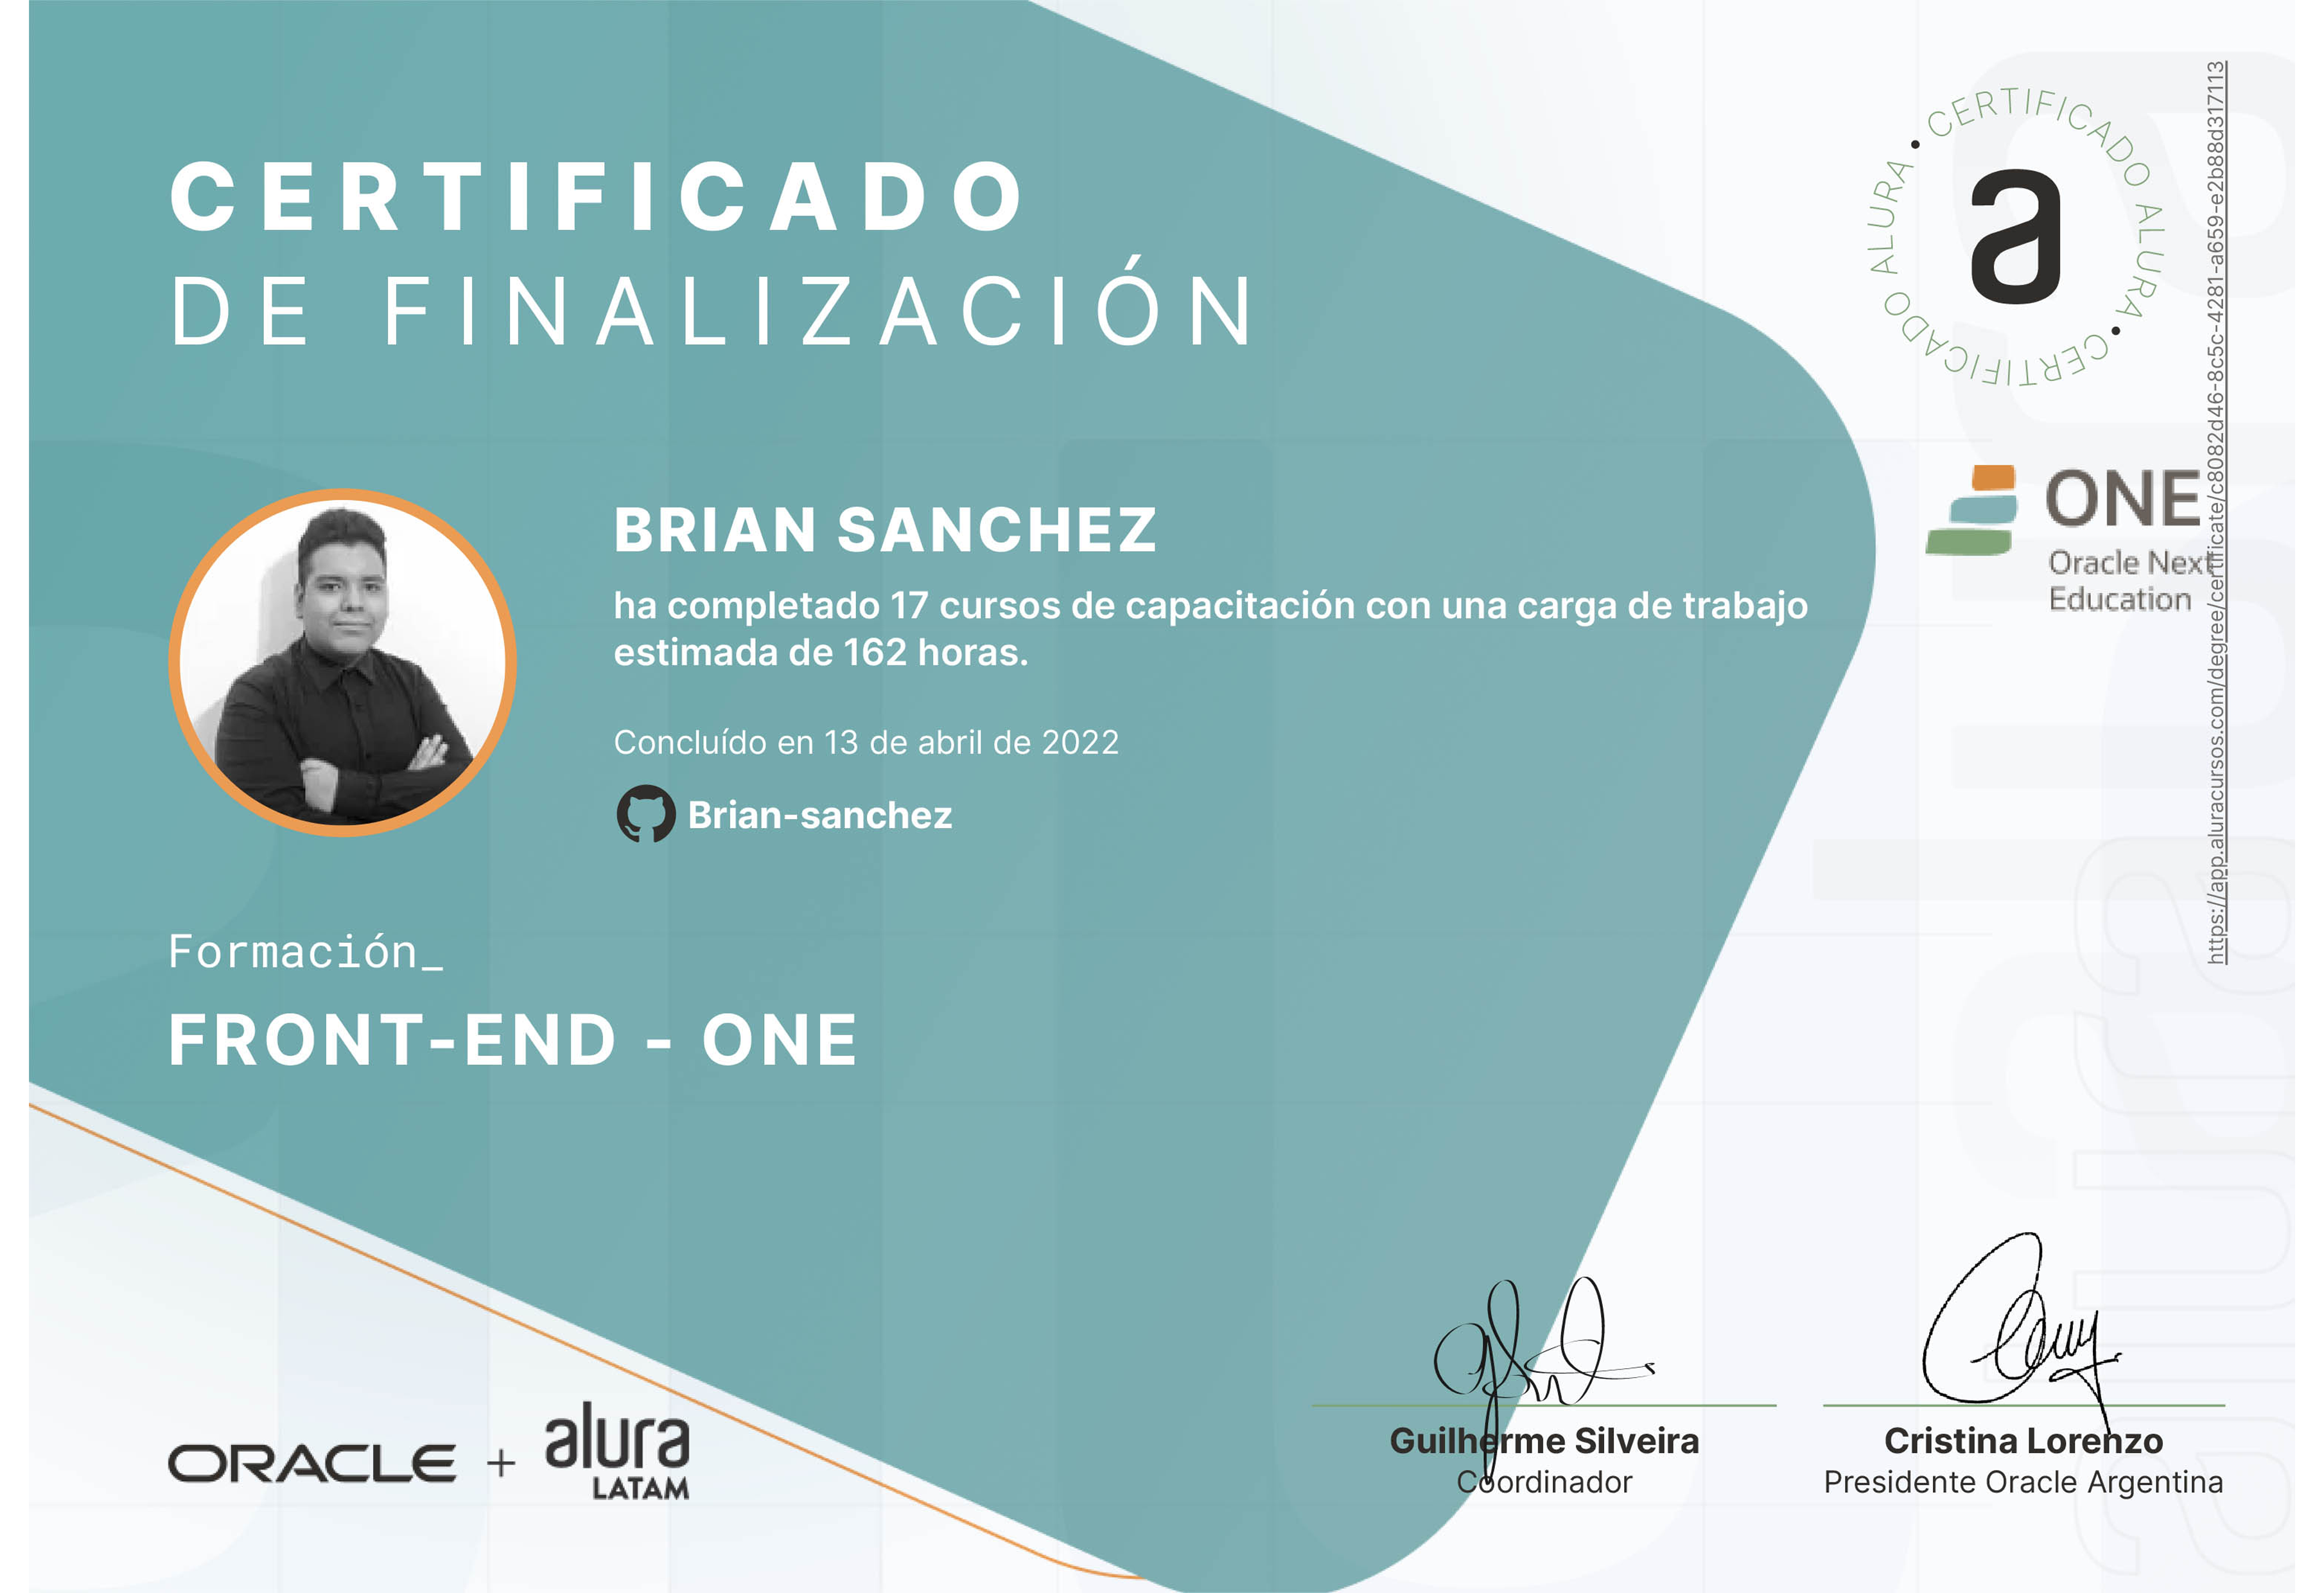 CERTIFICADO
DE FINALIZACIÓN
CERTIFICADO ALURA • CERTIFICADO ALURA •
a
ONE
Oracle Next
Education
https://app.aluracursos.com/degree/certificate/c8082d46-8c5c-4281-a659-e2b88d317113
BRIAN SANCHEZ
ha completado 17 cursos de capacitación con una carga de trabajo
estimada de 162 horas.
Concluído en 13 de abril de 2022
Brian-sanchez
Formación_
FRONT-END - ONE
ORACLE + alura
LATAM
Guilherme Silveira
Coordinador
Cristina Lorenzo
Presidente Oracle Argentina